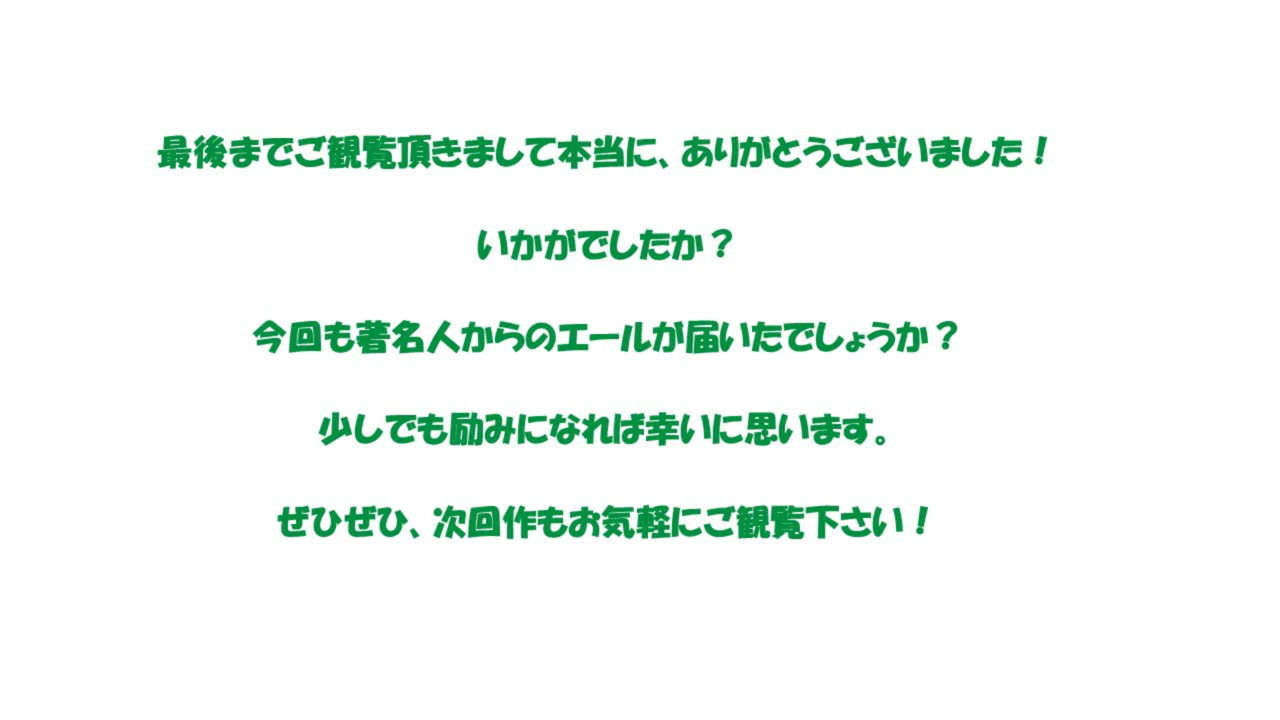 最後までご観覧頂きまして本当に、ありがとうございました！
いかがでしたか？
今回も著名人からのエールが届いたでしょうか？
少しでも励みになれば幸いに思います。
ぜひぜひ、次回作もお気軽にご観覧下さい！